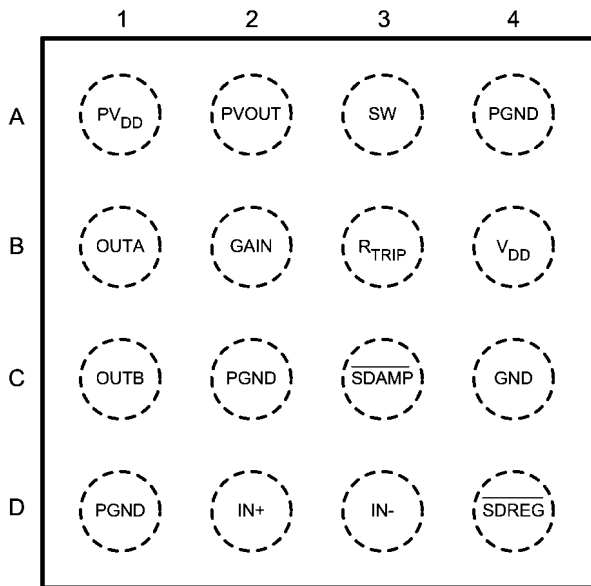 1 2 3 4
A PVDD PVOUT SW PGND
B OUTA GAIN RTRIP VDD
C OUTB PGND SDAMP GND
D PGND IN+ IN- SDREG